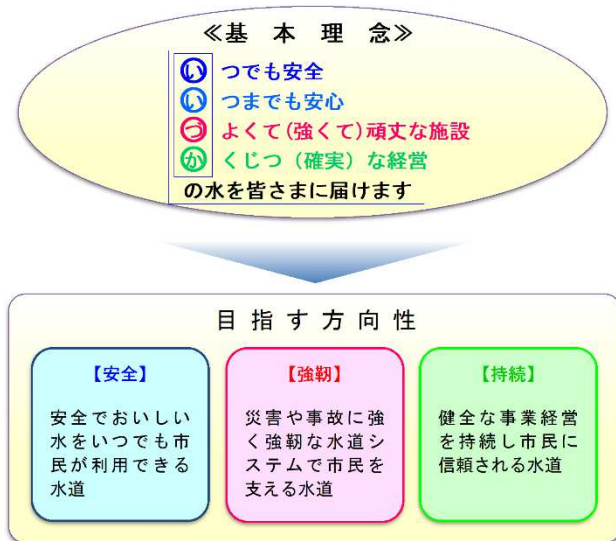 ≪基本理念≫
いつでも安全
いつまでも安心
づよくて(強くて)頑丈な施設
かくじつ（確実）な経営
の水を皆さまに届けます
目指す方向性
【安全】
安全でおいしい
水をいつでも市
民が利用できる
水道
【強靭】
災害や事故に強
く強靭な水道シ
ステムで市民を
支える水道
【持続】
健全な事業経営
を持続し市民に
信頼される水道